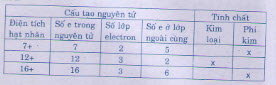 Cấu tạo nguyên tử Tính chất
Điện tích hạt nhân Số e trong nguyên tử Số lớp electron Số e ở lớp ngoài cùng Kim loại Phi kim
7+ 7 2 5 x
12+ 12 3 2 x
16+ 16 3 6 x